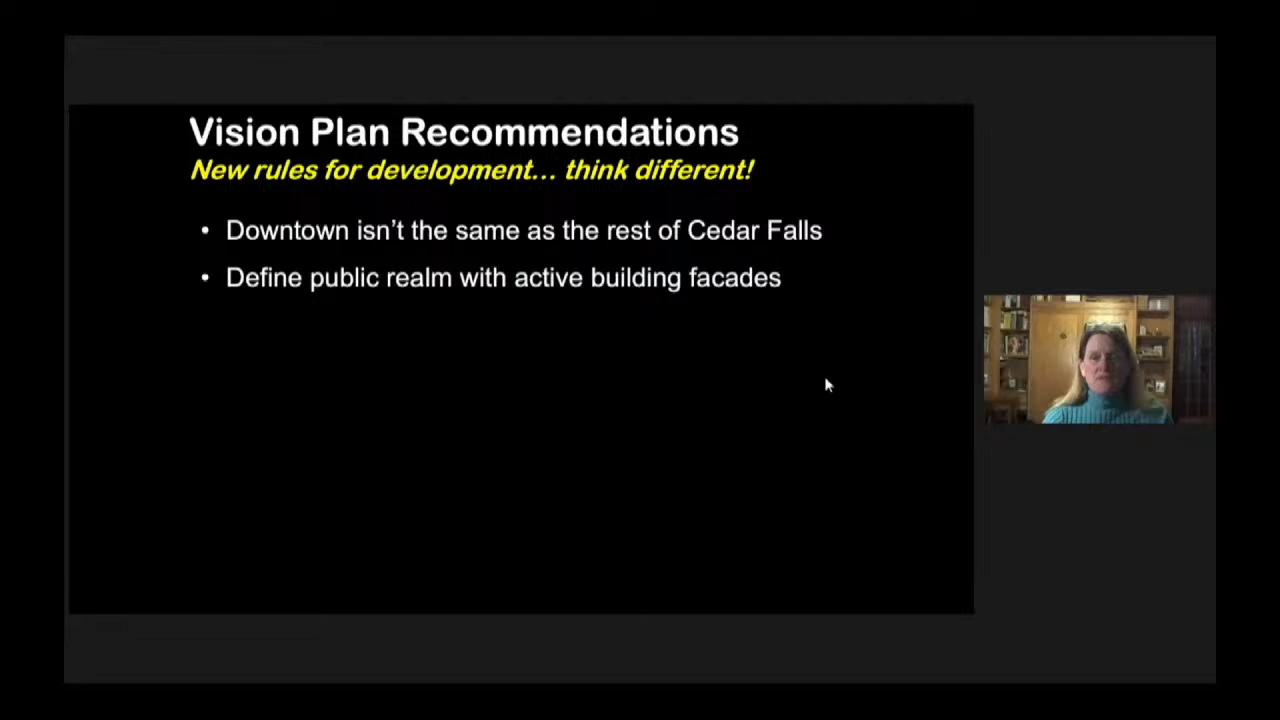 Vision Plan Recommendations
New rules for development... think different!
• Downtown isn’t the same as the rest of Cedar Falls
• Define public realm with active building facades